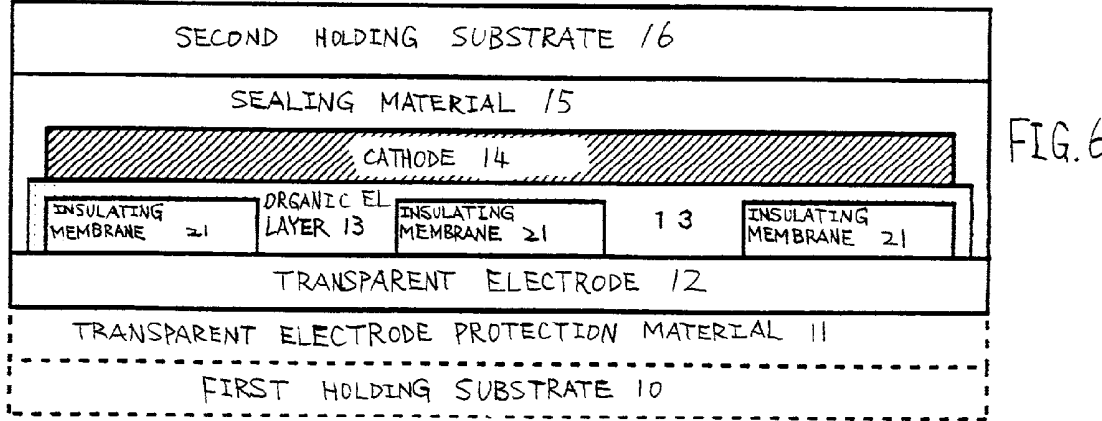 SECOND HOLDING SUBSTRATE 16
SEALING MATERIAL 15
FIG.6
CATHODE 14
INSULATING
MEMBRANE 21
ORGANIC EL
LAYER 13
INSULATING
MEMBRANE 21
13
INSULATING
MEMBRANE 21
TRANSPARENT ELECTRODE 12
TRANSPARENT ELECTRODE PROTECTION MATERIAL 11
FIRST HOLDING SUBSTRATE 10